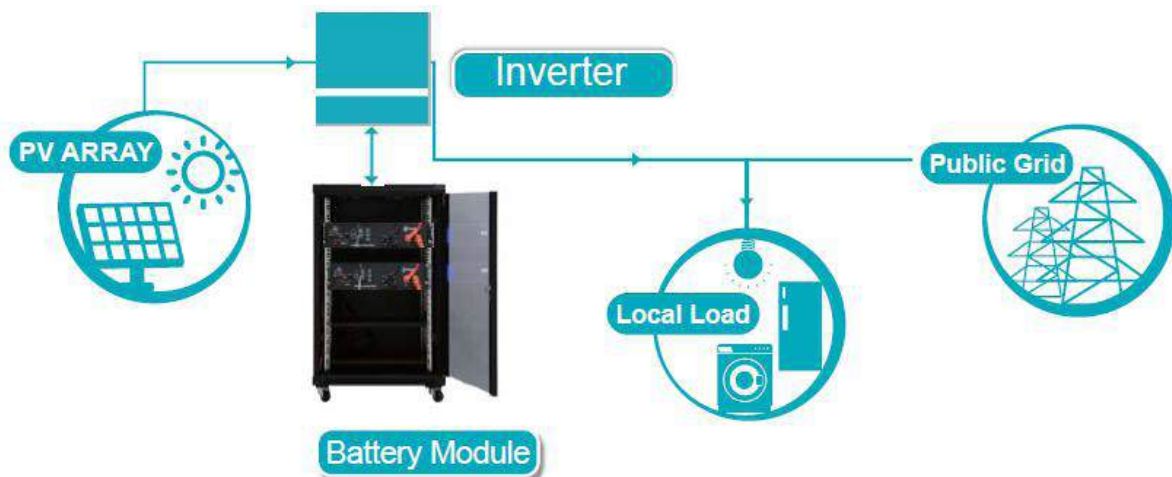 Inverter
PV ARRAY
Public Grid
Local Load
Battery Module